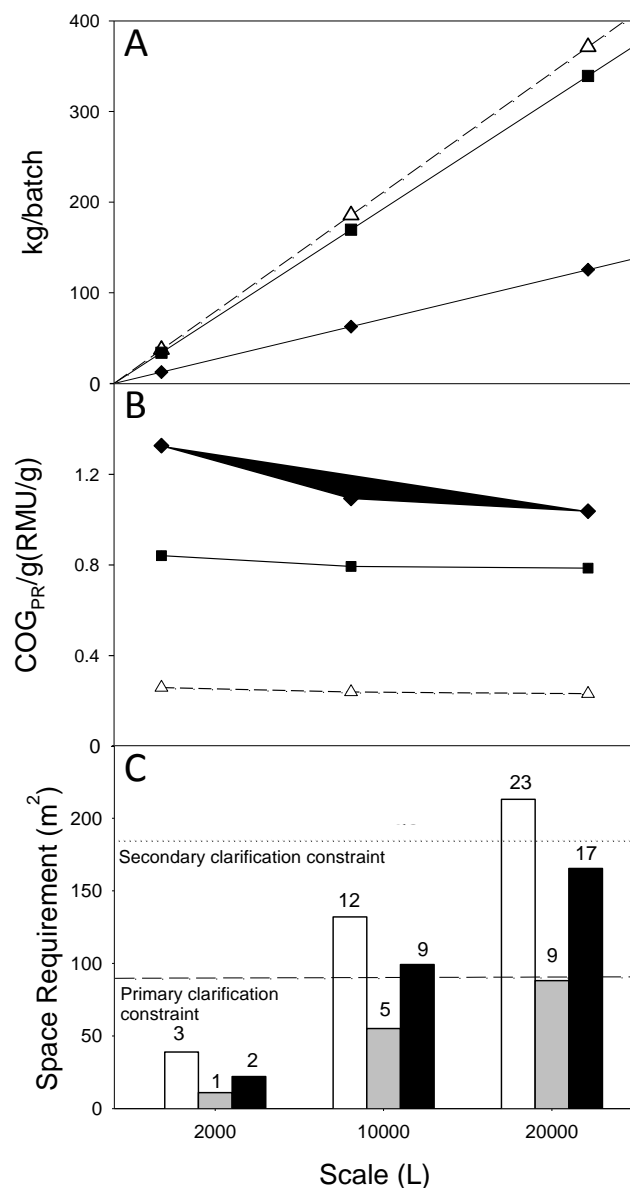 A
400
300
200
100
0
kg/batch
B
1.2
0.8
0.4
0
COG_PR/g(RMU/g)
C
200
150
100
50
0
Space Requirement (m²)
23
Secondary clarification constraint
17
12
9
9
Primary clarification
constraint
5
3
2
1
2000 10000 20000
Scale (L)